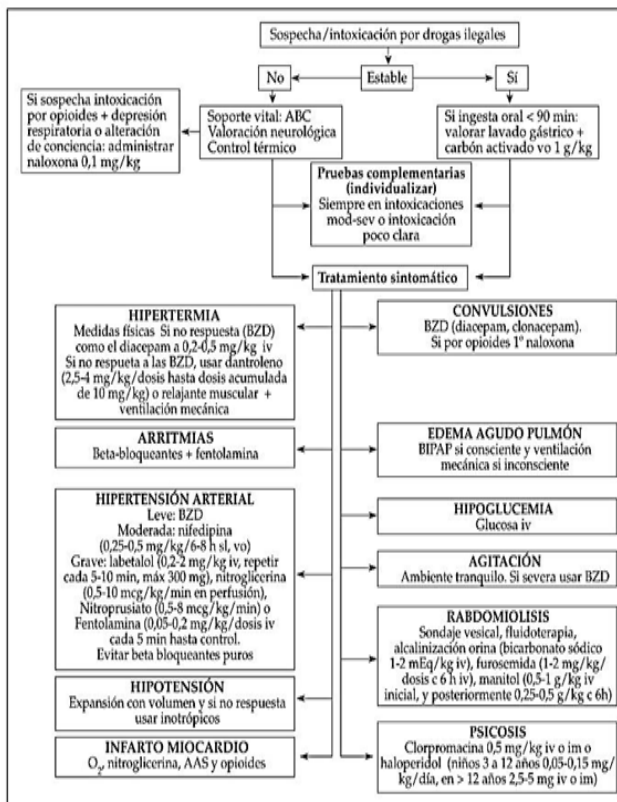 Sospecha/intoxicación por drogas ilegales
No
Estable
Sí
Si sospecha intoxicación
por opioides + depresión
respiratoria o alteración
de conciencia: administrar
naloxona 0,1 mg/kg
Soporte vital: ABC
Valoración neurológica
Control térmico
Si ingesta oral < 90 min:
valorar lavado gástrico +
carbón activado vo 1 g/kg
Pruebas complementarias
(individualizar)
Siempre en intoxicaciones
mod-sev o intoxicación
poco clara
Tratamiento sintomático
HIPERTERMIA
Medidas físicas Si no respuesta (BZD)
como el diacepam a 0,2-0,5 mg/kg iv
Si no respueta a las BZD, usar dantroleno
(2,5-4 mg/kg/dosis hasta dosis acumulada
de 10 mg/kg) o relajante muscular +
ventilación mecánica
ARRITMIAS
Beta-bloqueantes + fentolamina
HIPERTENSIÓN ARTERIAL
Leve: BZD
Moderada: nifedipina
(0,25-0,5 mg/kg/6-8 h sl, vo)
Grave: labetalol (0,2-2 mg/kg iv, repetir
cada 5-10 min, máx 300 mg), nitroglicerina
(0,5-10 mcg/kg/min en perfusión),
Nitroprusiato (0,5-8 mcg/kg/min) o
Fentolamina (0,05-0,2 mg/kg/dosis iv
cada 5 min hasta control.
Evitar beta bloqueantes puros
HIPOTENSIÓN
Expansión con volumen y si no respuesta
usar inotrópicos
INFARTO MIOCARDIO
O₂, nitroglicerina, AAS y opioides
CONVULSIONES
BZD (diacepam, clonacepam).
Si por opioides 1º naloxona
EDEMA AGUDO PULMÓN
BIPAP si consciente y ventilación
mecánica si inconsciente
HIPOGLUCEMIA
Glucosa iv
AGITACIÓN
Ambiente tranquilo. Si severa usar BZD
RABDOMIOLISIS
Sondaje vesical, fluidoterapia,
alcalinización orina (bicarbonato sódico
1-2 mEq/kg iv), furosemida (1-2 mg/kg/
dosis c 6 h iv), manitol (0,5-1 g/kg iv
inicial, y posteriormente 0,25-0,5 g/kg c 6h)
PSICOSIS
Clorpromacina 0,5 mg/kg iv o im o
haloperidol (niños 3 a 12 años 0,05-0,15 mg/
kg/día, en > 12 años 2,5-5 mg iv o im)